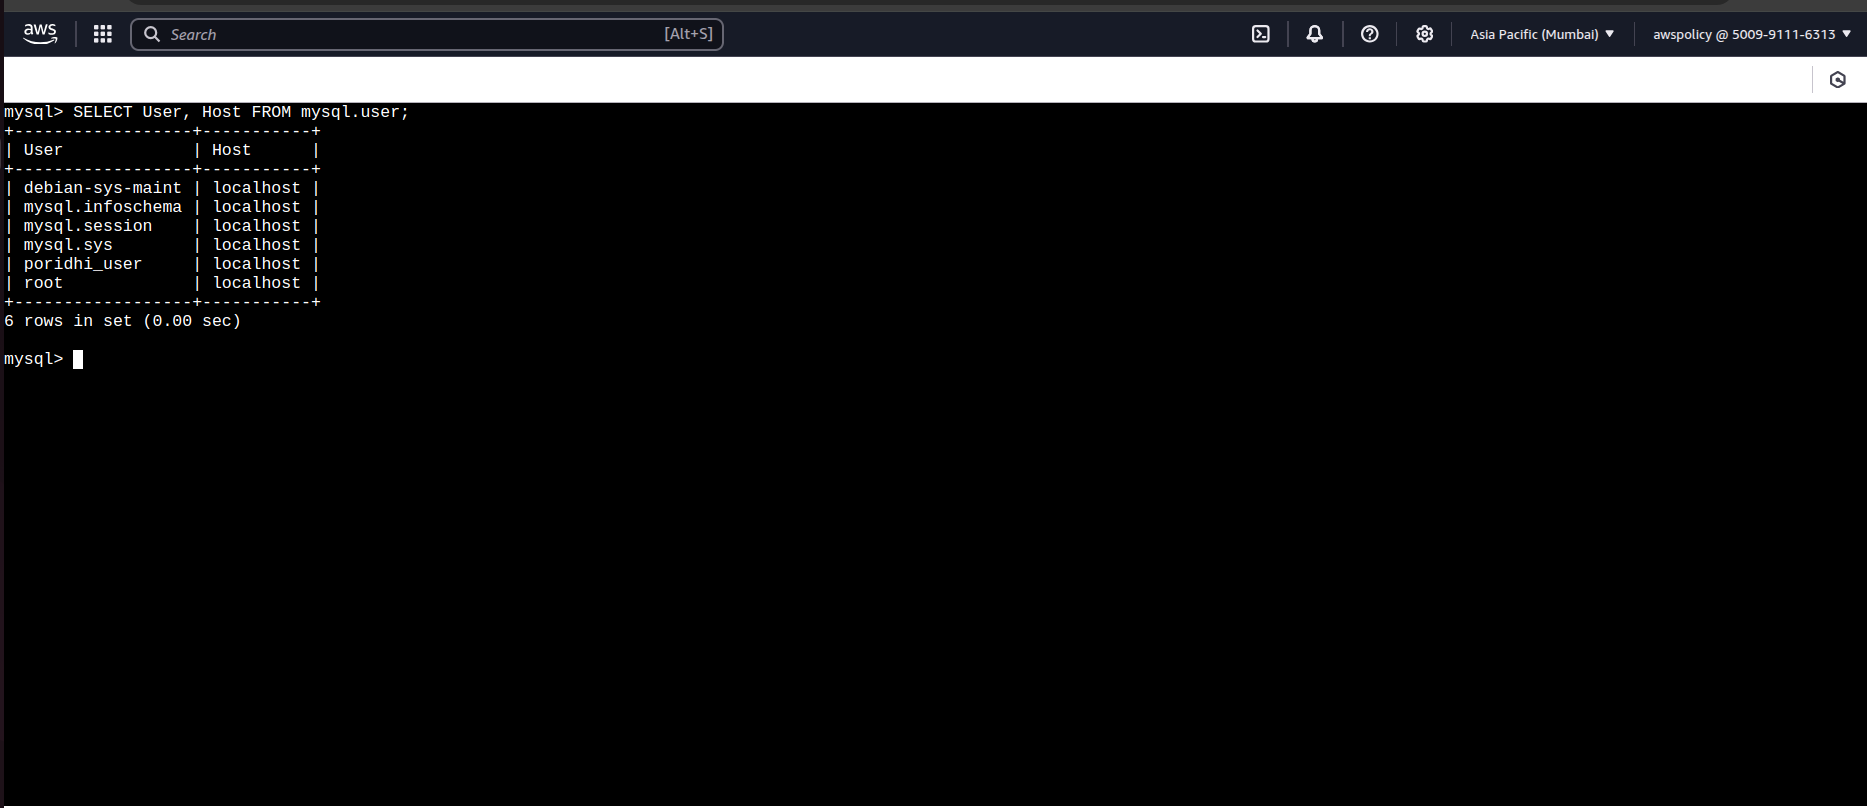 aws
Search [Alt+S] Asia Pacific (Mumbai) awspolicy @ 5009-9111-6313
mysql> SELECT User, Host FROM mysql.user;
+------------------+-----------+
| User             | Host      |
+------------------+-----------+
| debian-sys-maint | localhost |
| mysql.infoschema | localhost |
| mysql.session    | localhost |
| mysql.sys        | localhost |
| poridhi_user     | localhost |
| root             | localhost |
+------------------+-----------+
6 rows in set (0.00 sec)
mysql>